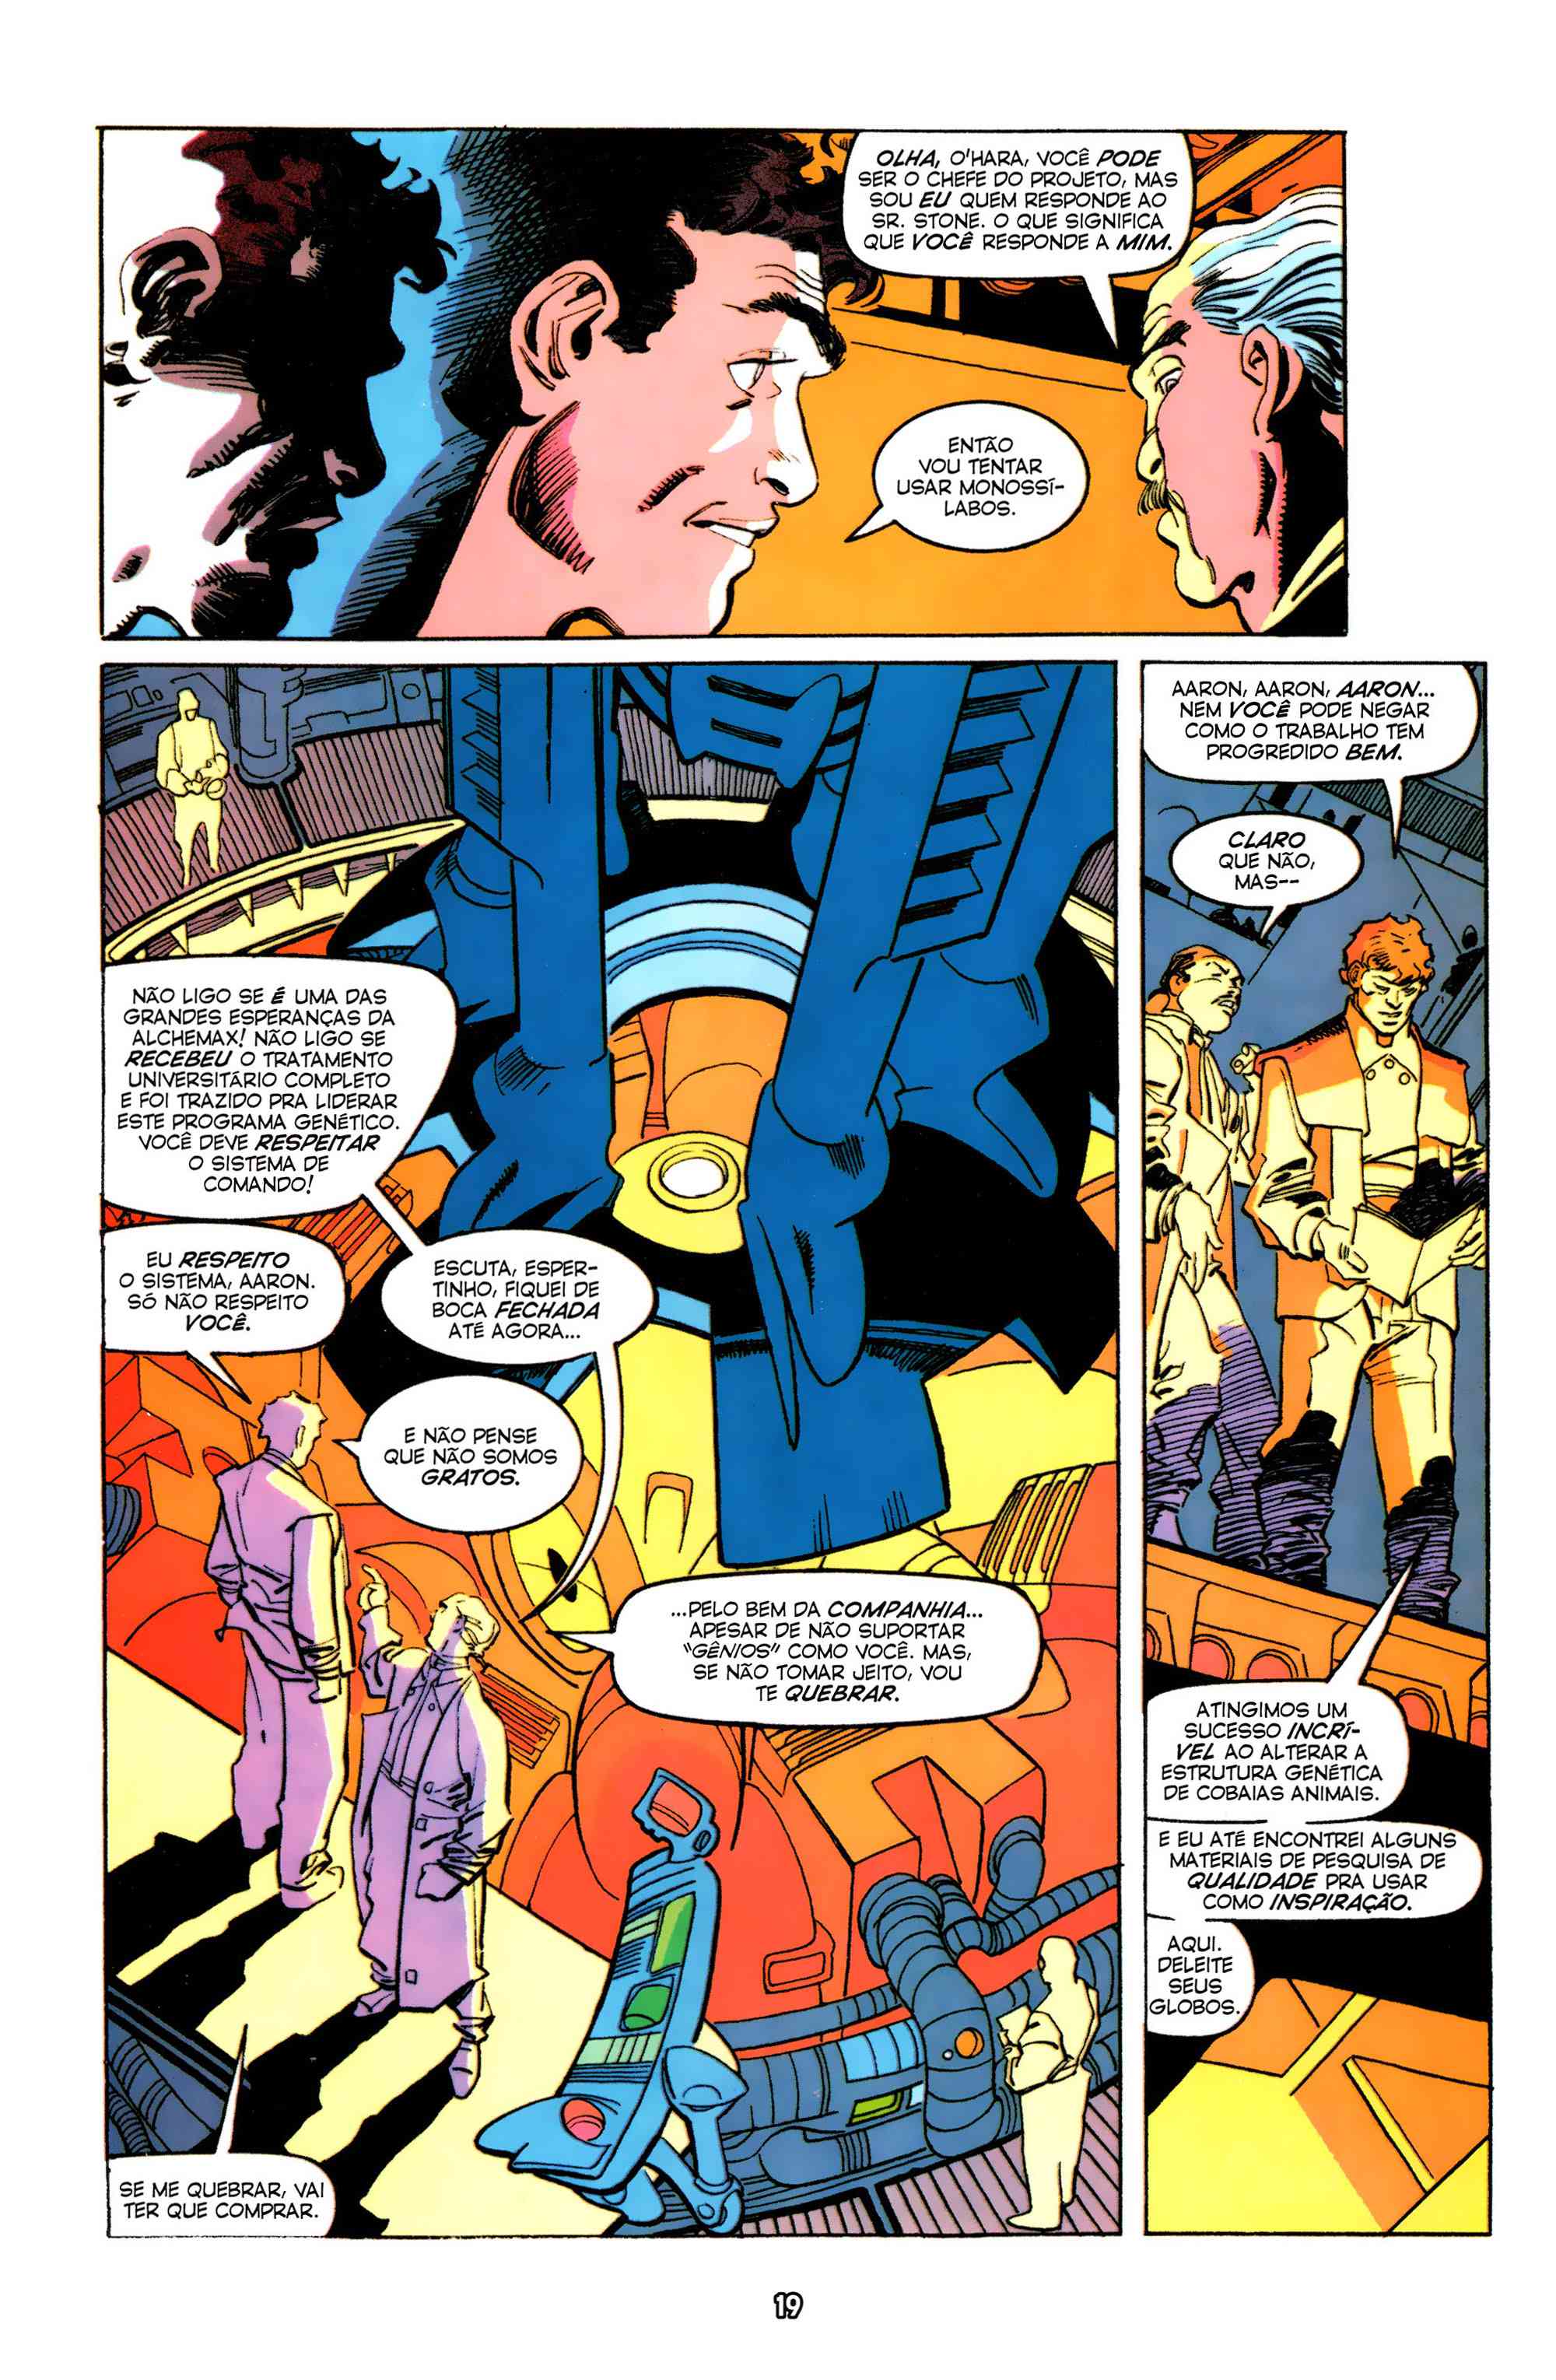 OLHA, O'HARA, VOCÊ PODE
SER O CHEFE DO PROJETO, MAS
SOU EU QUEM RESPONDE AO
SR. STONE. O QUE SIGNIFICA
QUE VOCÊ RESPONDE A MIM.
ENTÃO
VOU TENTAR
USAR MONOSSÍ-
LABOS.
NÃO LIGO SE É UMA DAS
GRANDES ESPERANÇAS DA
ALCHEMAX! NÃO LIGO SE
RECEBEU O TRATAMENTO
UNIVERSITÁRIO COMPLETO
E FOI TRAZIDO PRA LIDERAR
ESTE PROGRAMA GENÉTICO.
VOCÊ DEVE RESPEITAR
O SISTEMA DE
COMANDO!
EU RESPEITO
O SISTEMA, AARON.
SÓ NÃO RESPEITO
VOCÊ.
ESCUTA, ESPER-
TINHO, FIQUEI DE
BOCA FECHADA
ATÉ AGORA...
E NÃO PENSE
QUE NÃO SOMOS
GRATOS.
...PELO BEM DA COMPANHIA...
APESAR DE NÃO SUPORTAR
"GÊNIOS" COMO VOCÊ. MAS,
SE NÃO TOMAR JEITO, VOU
TE QUEBRAR.
SE ME QUEBRAR, VAI
TER QUE COMPRAR.
AARON, AARON, AARON...
NEM VOCÊ PODE NEGAR
COMO O TRABALHO TEM
PROGREDIDO BEM.
CLARO
QUE NÃO,
MAS--
ATINGIMOS UM
SUCESSO INCRÍ-
VEL AO ALTERAR A
ESTRUTURA GENÉTICA
DE COBAIAS ANIMAIS.
E EU ATÉ ENCONTREI ALGUNS
MATERIAIS DE PESQUISA DE
QUALIDADE PRA USAR
COMO INSPIRAÇÃO.
AQUI.
DELEITE
SEUS
GLOBOS.
19